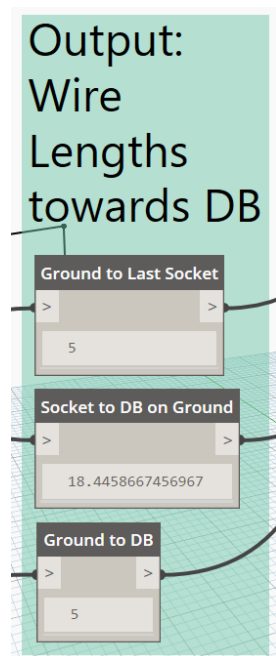 Output:
Wire
Lengths
towards DB
Ground to Last Socket
> >
5
Socket to DB on Ground
> >
18.4458667456967
Ground to DB
> >
5